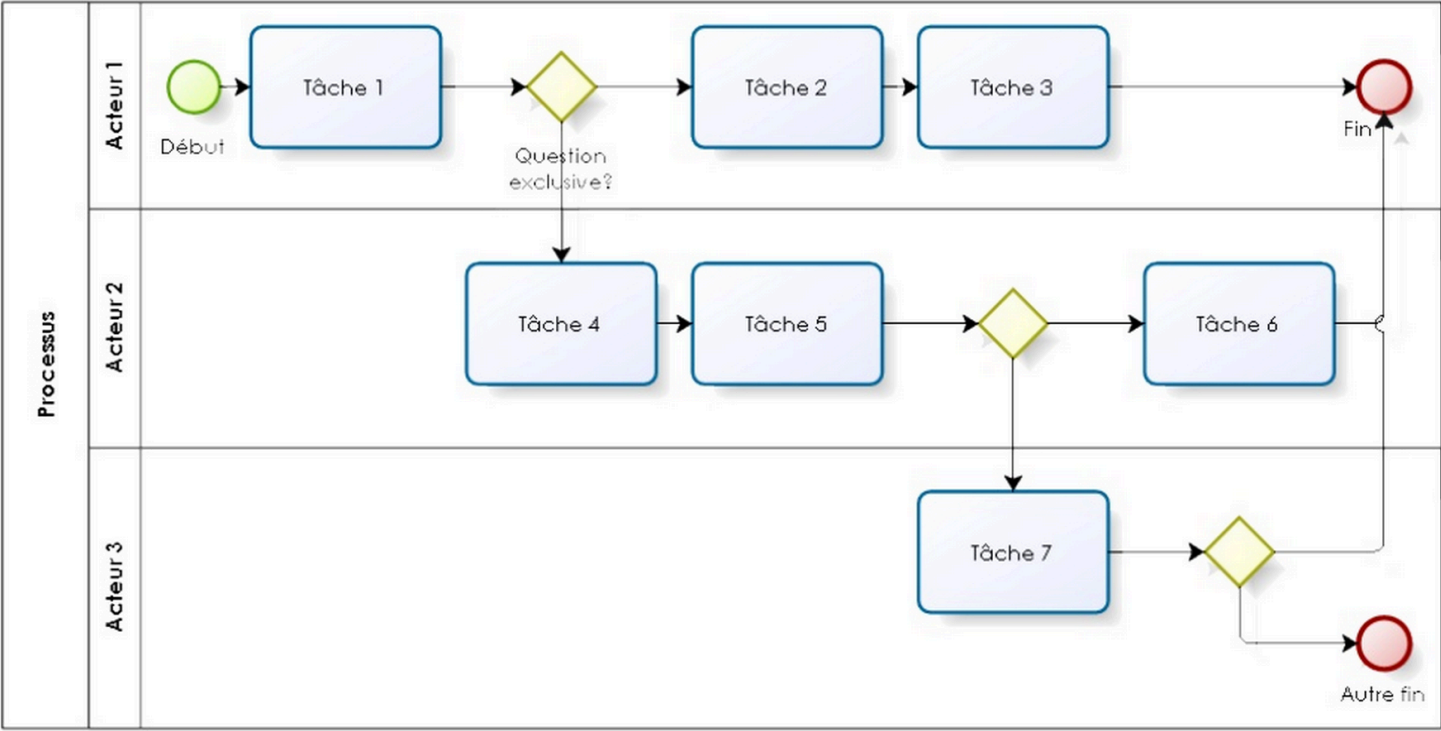 Processus
Acteur 1
Début
Tâche 1
Question
exclusive?
Tâche 2
Tâche 3
Fin
Acteur 2
Tâche 4
Tâche 5
Tâche 6
Acteur 3
Tâche 7
Autre fin